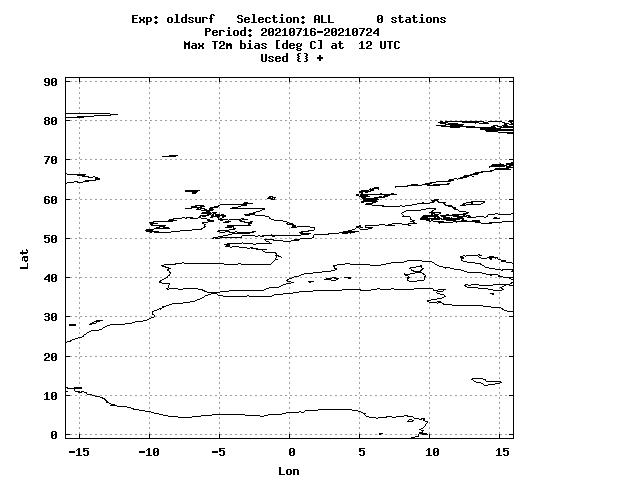 Exp: oldsurf   Selection: ALL      0 stations
Period: 20210716-20210724
Max T2m bias [deg C] at  12 UTC
Used {} +
90
80
70
60
50
40
30
20
10
0
Lat
-15 -10 -5 0 5 10 15
Lon